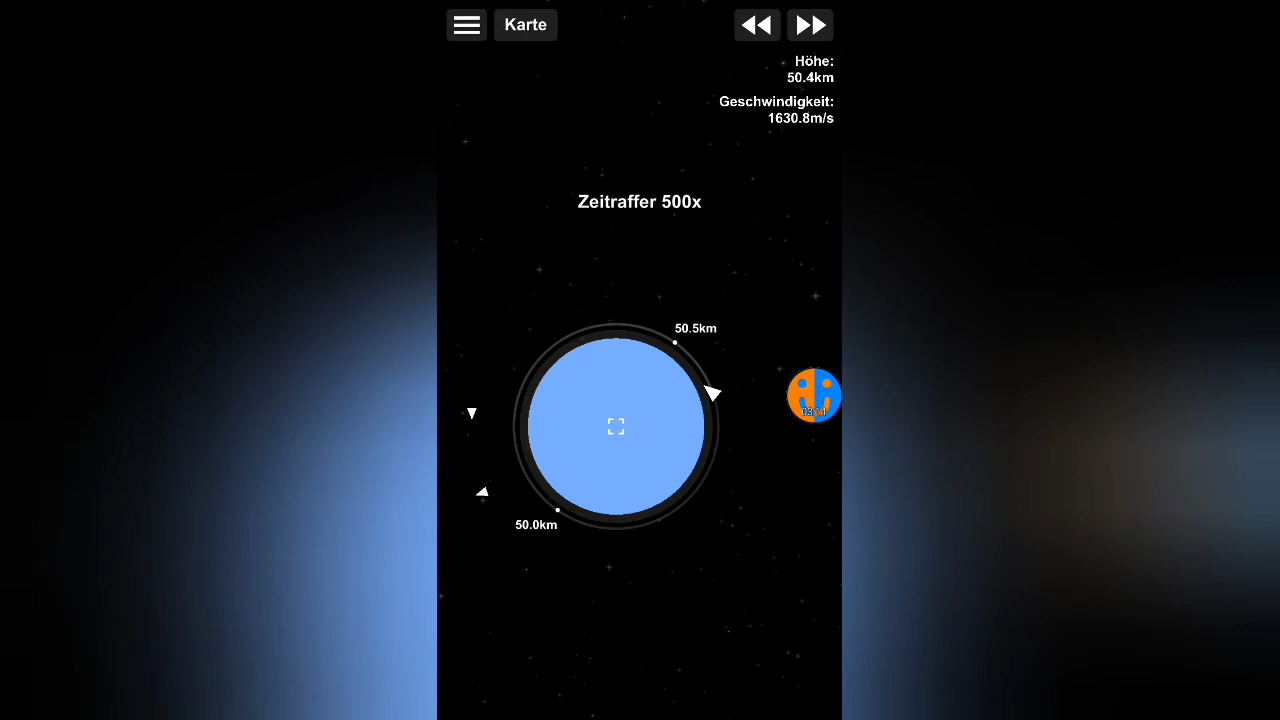 Karte
Höhe:
50.4km
Geschwindigkeit:
1630.8m/s
Zeitraffer 500x
50.5km
50.0km